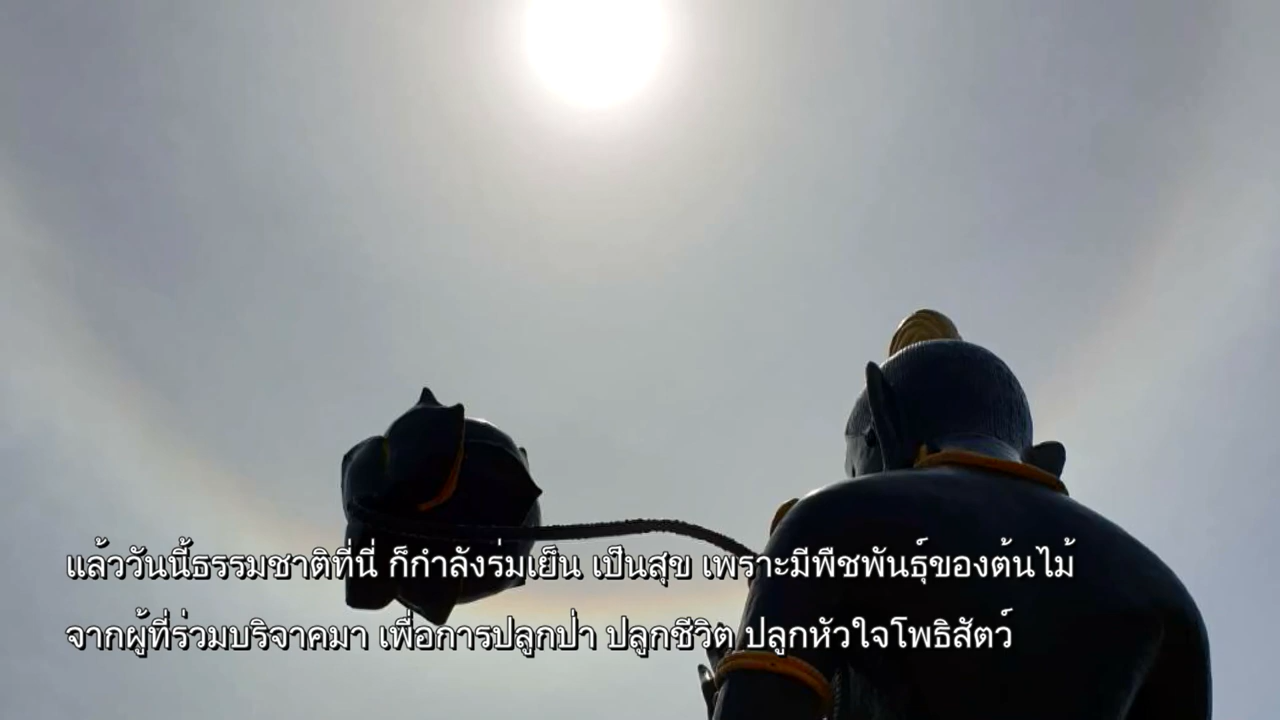 แล้ววันนี้ธรรมชาติที่นี่ ก็กำลังร่มเย็น เป็นสุข เพราะมีพืชพันธุ์ของต้นไม้
จากผู้ที่ร่วมบริจาคมา เพื่อการปลูกป่า ปลูกชีวิต ปลูกหัวใจโพธิสัตว์